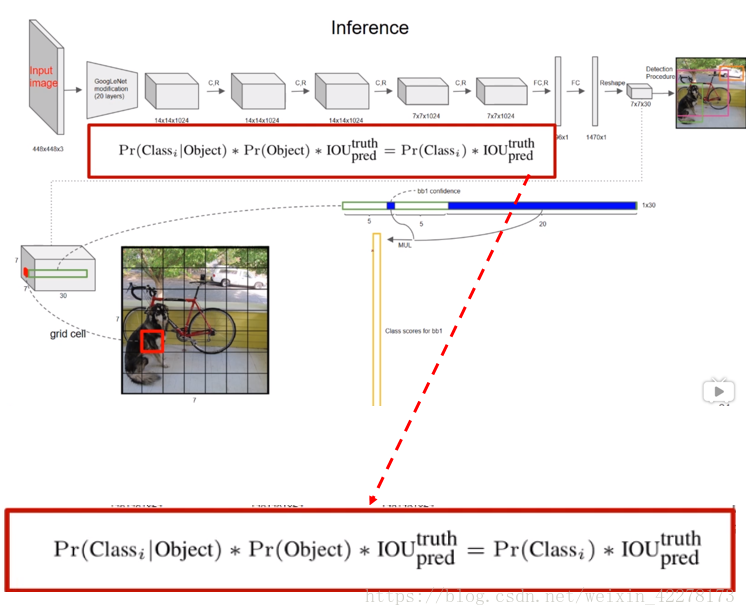 Inference
Input
image
GoogLeNet
modification
(20 layers)
C,R
C,R
C,R
C,R
FC,R
FC
Reshape
Detection
Procedure
448x448x3
14x14x1024
14x14x1024
14x14x1024
7x7x1024
7x7x1024
1470x1
7x7x30
Pr(Class_i|Object) * Pr(Object) * IOU^truth_pred = Pr(Class_i) * IOU^truth_pred
bb1 confidence
1x30
5
5
20
MUL
7
7
30
grid cell
7
7
Class scores for bb1
Pr(Class_i|Object) * Pr(Object) * IOU^truth_pred = Pr(Class_i) * IOU^truth_pred
https://blog.csdn.net/weixin_42278173